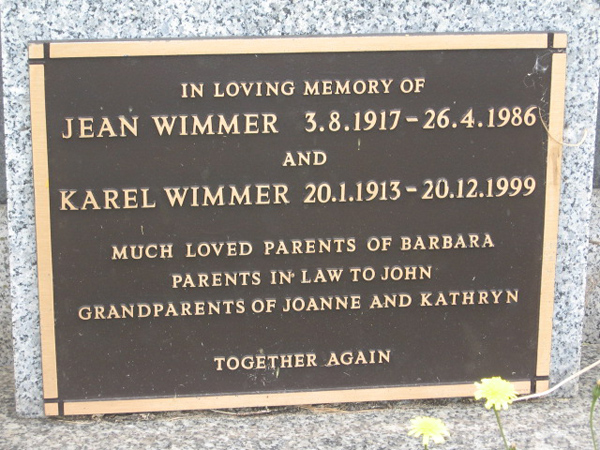 IN LOVING MEMORY OF
JEAN WIMMER 3.8.1917 - 26.4.1986
AND
KAREL WIMMER 20.1.1913 - 20.12.1999
MUCH LOVED PARENTS OF BARBARA
PARENTS IN LAW TO JOHN
GRANDPARENTS OF JOANNE AND KATHRYN
TOGETHER AGAIN